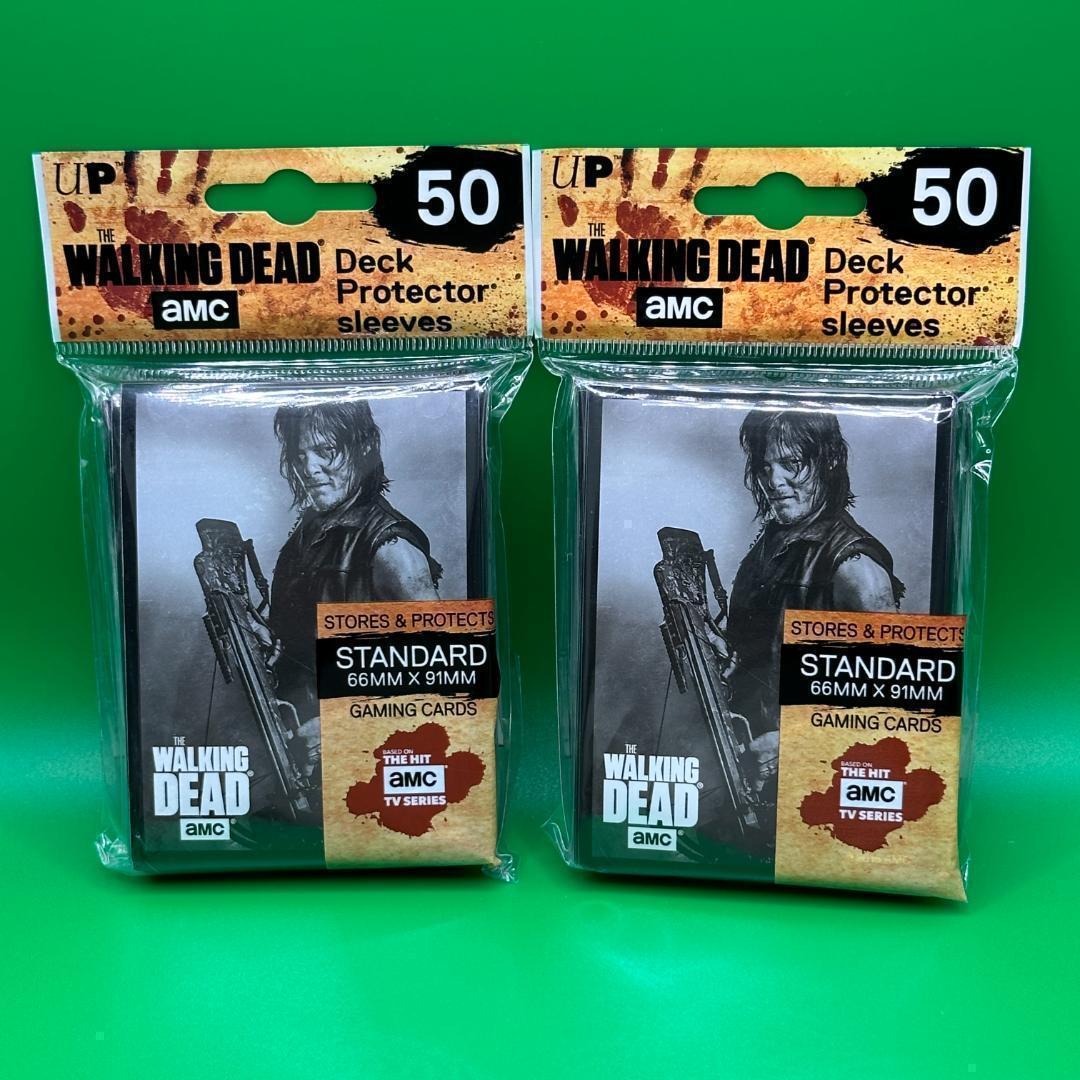 UP™
50
THE
WALKING DEAD®
aMC
Deck
Protector®
sleeves
THE
WALKING
DEAD®
aMC
STORES & PROTECTS
STANDARD
66MM X 91MM
GAMING CARDS
BASED ON
THE HIT
aMC
TV SERIES
UP™
50
THE
WALKING DEAD®
aMC
Deck
Protector®
sleeves
THE
WALKING
DEAD®
aMC
STORES & PROTECTS
STANDARD
66MM X 91MM
GAMING CARDS
BASED ON
THE HIT
aMC
TV SERIES